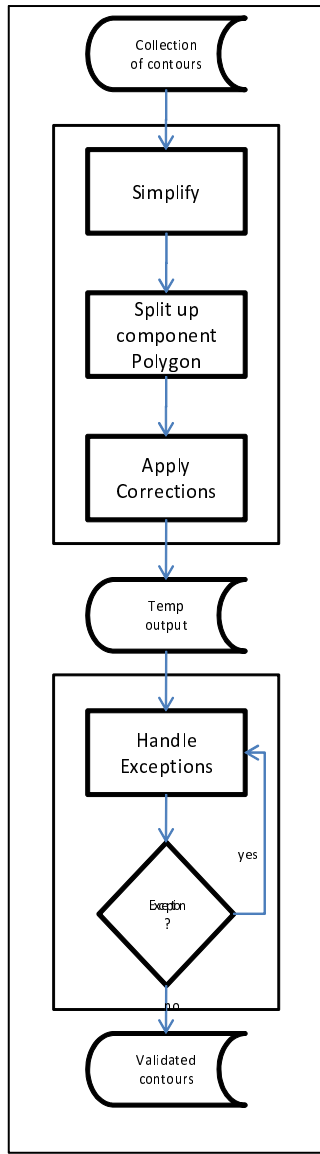 Collection
of contours
Simplify
Split up
component
Polygon
Apply
Corrections
Temp
output
Handle
Exceptions
yes
Exception
?
no
Validated
contours